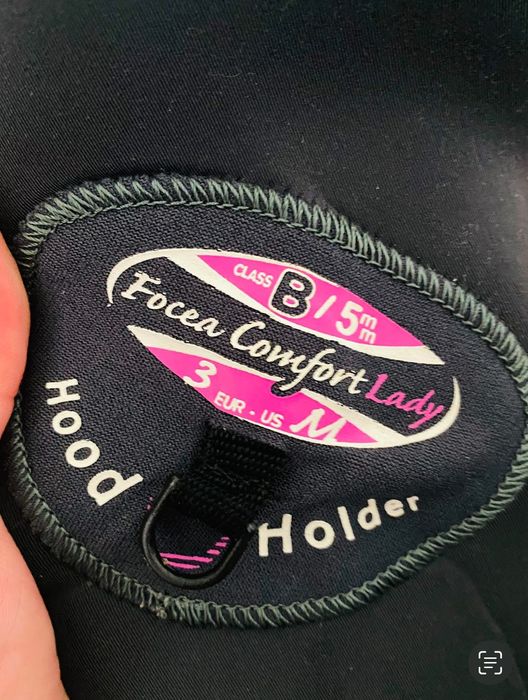 CLASS B/5mm
Focea Comfort Lady
3 EUR · US M
Hood Holder